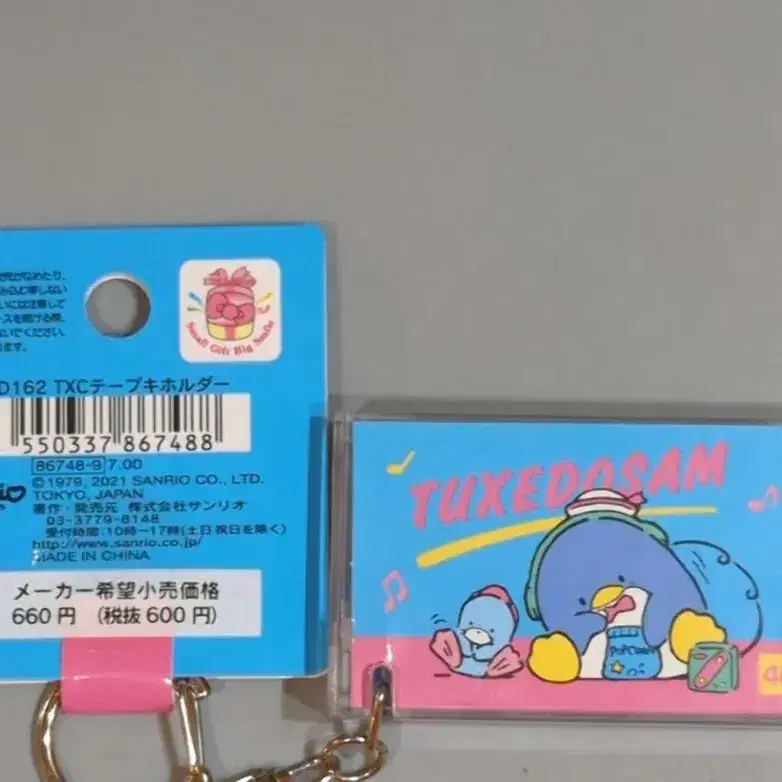 Small Gift Big Smile
D162 TXCテープキホルダー
550337 867488
86748-9 7.00
©1979, 2021 SANRIO CO., LTD.
TOKYO, JAPAN
著作・発売元 株式会社サンリオ
03-3779-8148
受付時間:10時―17時(土日祝日を除く)
http://www.sanrio.co.jp/
MADE IN CHINA
メーカー希望小売価格
660円 (税抜600円)
TUXEDOSAM
PoPCorn